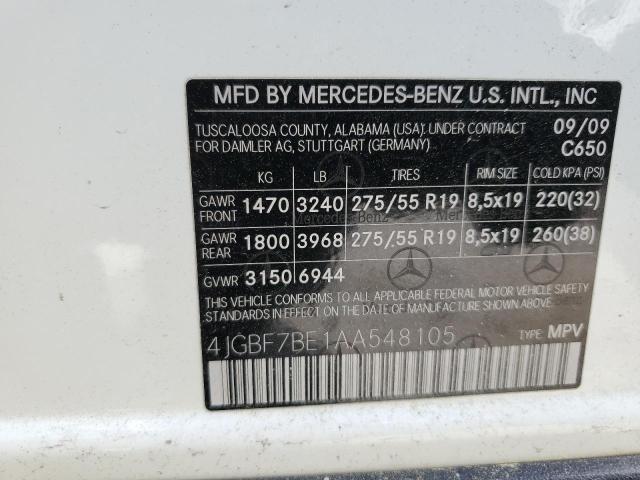 MFD BY MERCEDES-BENZ U.S. INTL., INC
TUSCALOOSA COUNTY, ALABAMA (USA) UNDER CONTRACT 09/09
FOR DAIMLER AG, STUTTGART (GERMANY) C650
KG LB TIRES RIM SIZE COLD KPA (PSI)
GAWR FRONT 1470 3240 275/55 R19 8,5x19 220(32)
Mercedes-Benz Mercedes-Benz
GAWR REAR 1800 3968 275/55 R19 8,5x19 260(38)
GVWR 3150 6944
THIS VEHICLE CONFORMS TO ALL APPLICABLE FEDERAL MOTOR VEHICLE
SAFETY STANDARDS IN EFFECT ON THE DATE OF MANUFACTURE SHOWN ABOVE.
4JGBF7BE1AA548105 TYPE: MPV